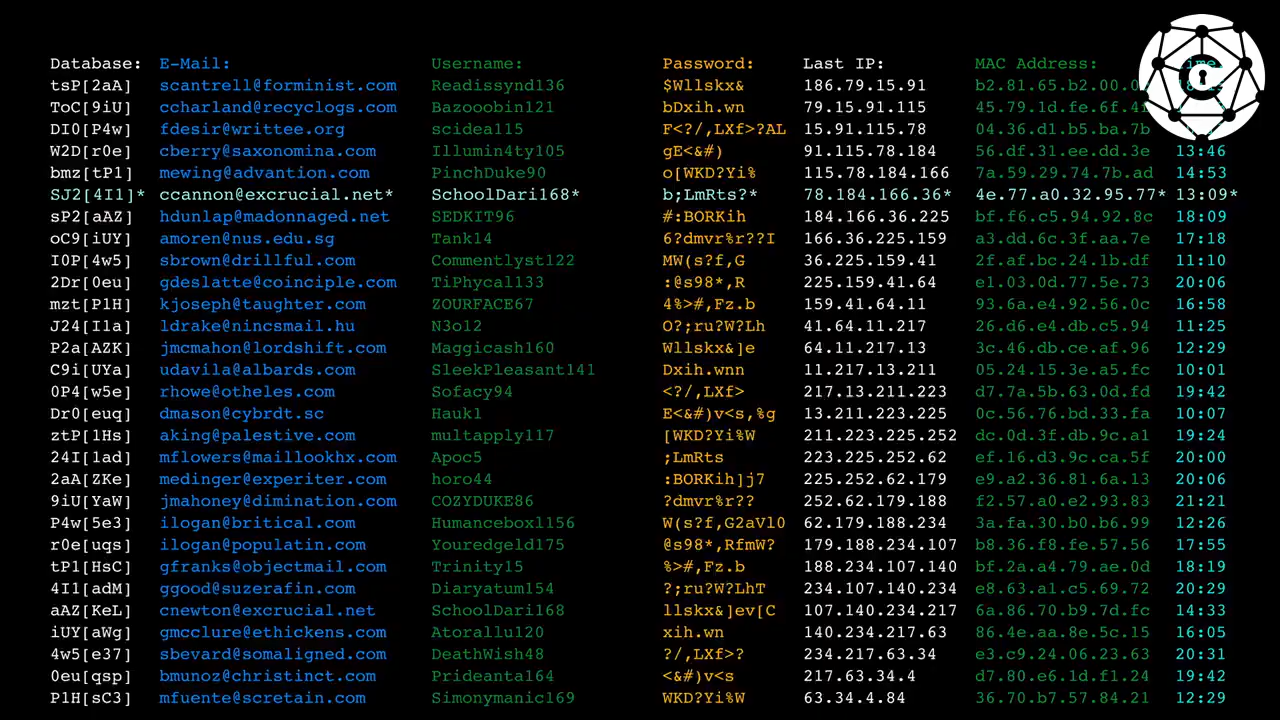 Database: E-Mail: Username: Password: Last IP: MAC Address:
tsP[2aA] scantrell@forminist.com Readissynd136 $Wllskx& 186.79.15.91 b2.81.65.b2.00.
ToC[9iU] ccharland@recyclogs.com Bazooobin121 bDxih.wn 79.15.91.115 45.79.1d.fe.6f.
DI0[P4w] fdesir@writtee.org scidea115 F<?/,LXf>?AL 15.91.115.78 04.36.d1.b5.ba.7b
W2D[r0e] cberry@saxonomina.com Illumin4ty105 gE<&#) 91.115.78.184 56.df.31.ee.dd.3e 13:46
bmz[tP1] mewing@advantion.com PinchDuke90 o[WKD?Yi% 115.78.184.166 7a.59.29.74.7b.ad 14:53
SJ2[4I1]* ccannon@excrucial.net* SchoolDari168* b;LmRts?* 78.184.166.36* 4e.77.a0.32.95.77* 13:09*
sP2[aAZ] hdunlap@madonnaged.net SEDKIT96 #:BORKih 184.166.36.225 bf.f6.c5.94.92.8c 18:09
oC9[iUY] amoren@nus.edu.sg Tank14 6?dmvr%r??I 166.36.225.159 a3.dd.6c.3f.aa.7e 17:18
I0P[4w5] sbrown@drillful.com Commentlyst122 MW(s?f,G 36.225.159.41 2f.af.bc.24.1b.df 11:10
2Dr[0eu] gdeslatte@coinciple.com TiPhycal133 :@s98*,R 225.159.41.64 e1.03.0d.77.5e.73 20:06
mzt[P1H] kjoseph@taughter.com ZOURFACE67 4%>#,Fz.b 159.41.64.11 93.6a.e4.92.56.0c 16:58
J24[I1a] ldrake@nincsmail.hu N3o12 O?;ru?W?Lh 41.64.11.217 26.d6.e4.db.c5.94 11:25
P2a[AZK] jmcmahon@lordshift.com Maggicash160 Wllskx&]e 64.11.217.13 3c.46.db.ce.af.96 12:29
C9i[UYa] udavila@albards.com SleekPleasant141 Dxih.wnn 11.217.13.211 05.24.15.3e.a5.fc 10:01
0P4[w5e] rhowe@otheles.com Sofacy94 <?/,LXf> 217.13.211.223 d7.7a.5b.63.0d.fd 19:42
Dr0[euq] dmason@cybrdt.sc Hauk1 E<&#)v<s,%g 13.211.223.225 0c.56.76.bd.33.fa 10:07
ztP[1Hs] aking@palestive.com multapply117 [WKD?Yi%W 211.223.225.252 dc.0d.3f.db.9c.a1 19:24
24I[1ad] mflowers@maillookhx.com Apoc5 ;LmRts 223.225.252.62 ef.16.d3.9c.ca.5f 20:00
2aA[ZKe] medinger@experiter.com horo44 :BORKih]j7 225.252.62.179 e9.a2.36.81.6a.13 20:06
9iU[YaW] jmahoney@dimination.com COZYDUKE86 ?dmvr%r?? 252.62.179.188 f2.57.a0.e2.93.83 21:21
P4w[5e3] ilogan@britical.com Humanceboxl156 W(s?f,G2aVl0 62.179.188.234 3a.fa.30.b0.b6.99 12:26
r0e[uqs] ilogan@populatin.com Youredgeld175 @s98*,RfmW? 179.188.234.107 b8.36.f8.fe.57.56 17:55
tP1[HsC] gfranks@objectmail.com Trinity15 %>#,Fz.b 188.234.107.140 bf.2a.a4.79.ae.0d 18:19
4I1[adM] ggood@suzerafin.com Diaryatum154 ?;ru?W?LhT 234.107.140.234 e8.63.a1.c5.69.72 20:29
aAZ[KeL] cnewton@excrucial.net SchoolDari168 llskx&]ev[C 107.140.234.217 6a.86.70.b9.7d.fc 14:33
iUY[aWg] gmcclure@ethickens.com Atorallu120 xih.wn 140.234.217.63 86.4e.aa.8e.5c.15 16:05
4w5[e37] sbevard@somaligned.com DeathWish48 ?/,LXf>? 234.217.63.34 e3.c9.24.06.23.63 20:31
0eu[qsp] bmunoz@christinct.com Prideanta164 <&#)v<s 217.63.34.4 d7.80.e6.1d.f1.24 19:42
P1H[sC3] mfuente@scretain.com Simonymanic169 WKD?Yi%W 63.34.4.84 36.70.b7.57.84.21 12:29